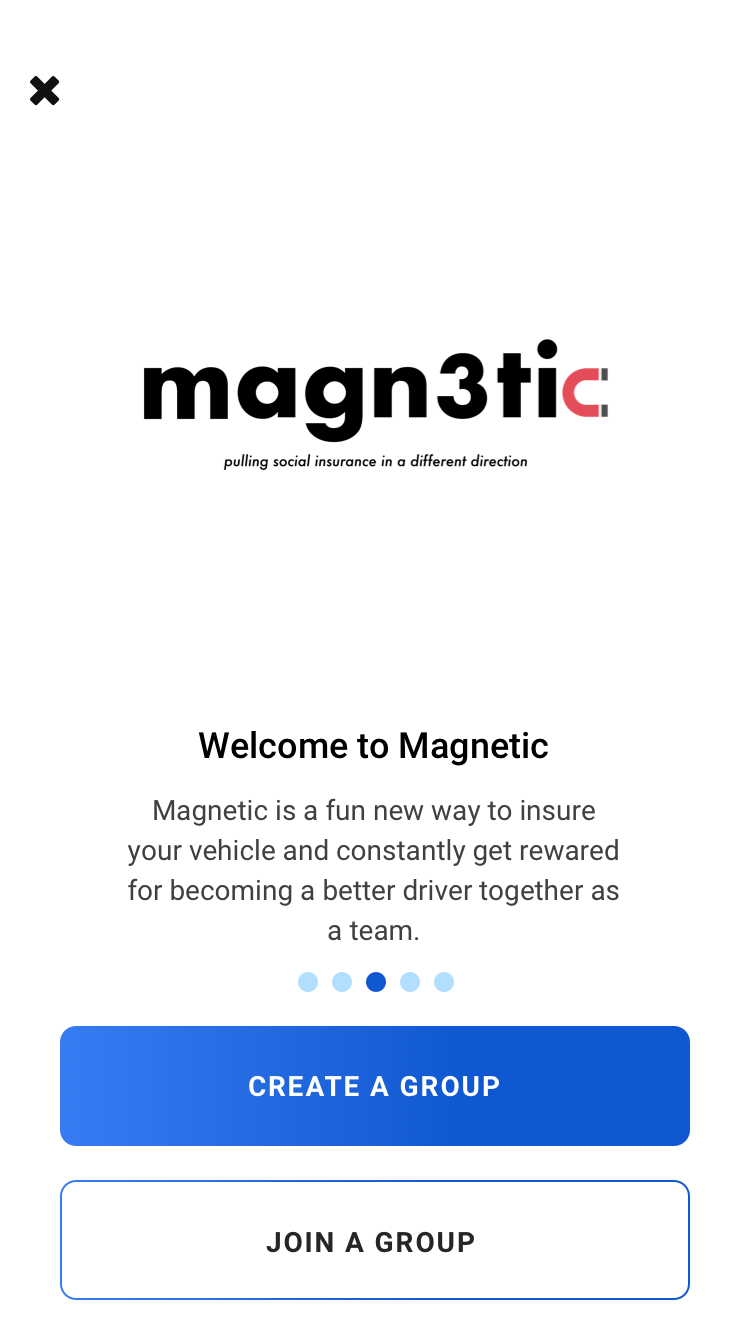 magn3tic
pulling social insurance in a different direction
Welcome to Magnetic
Magnetic is a fun new way to insure
your vehicle and constantly get rewarded
for becoming a better driver together as
a team.
CREATE A GROUP
JOIN A GROUP